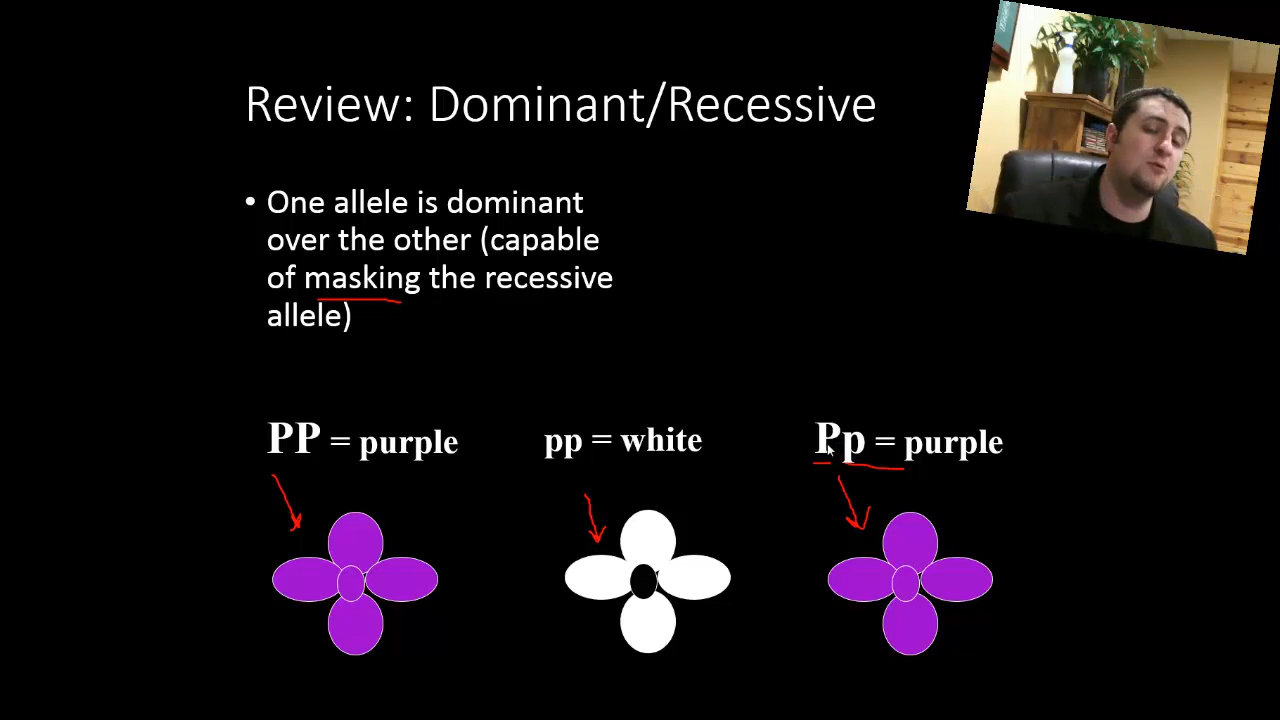 Review: Dominant/Recessive
• One allele is dominant
over the other (capable
of masking the recessive
allele)
PP = purple
pp = white
Pp = purple